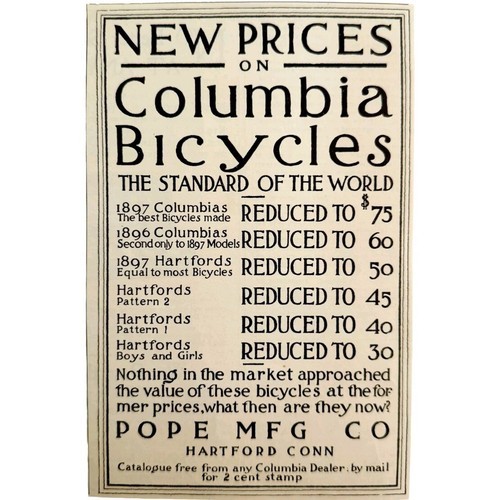 NEW PRICES
ON
Columbia
Bicycles
THE STANDARD OF THE WORLD
1897 Columbias
The best Bicycles made REDUCED TO $75
1896 Columbias
Second only to 1897 Models REDUCED TO 60
1897 Hartfords
Equal to most Bicycles REDUCED TO 50
Hartfords
Pattern 2 REDUCED TO 45
Hartfords
Pattern 1 REDUCED TO 40
Hartfords
Boys and Girls REDUCED TO 30
Nothing in the market approached
the value of these bicycles at the for
mer prices, what then are they now?
POPE MFG CO
HARTFORD CONN
Catalogue free from any Columbia Dealer. by mail
for 2 cent stamp